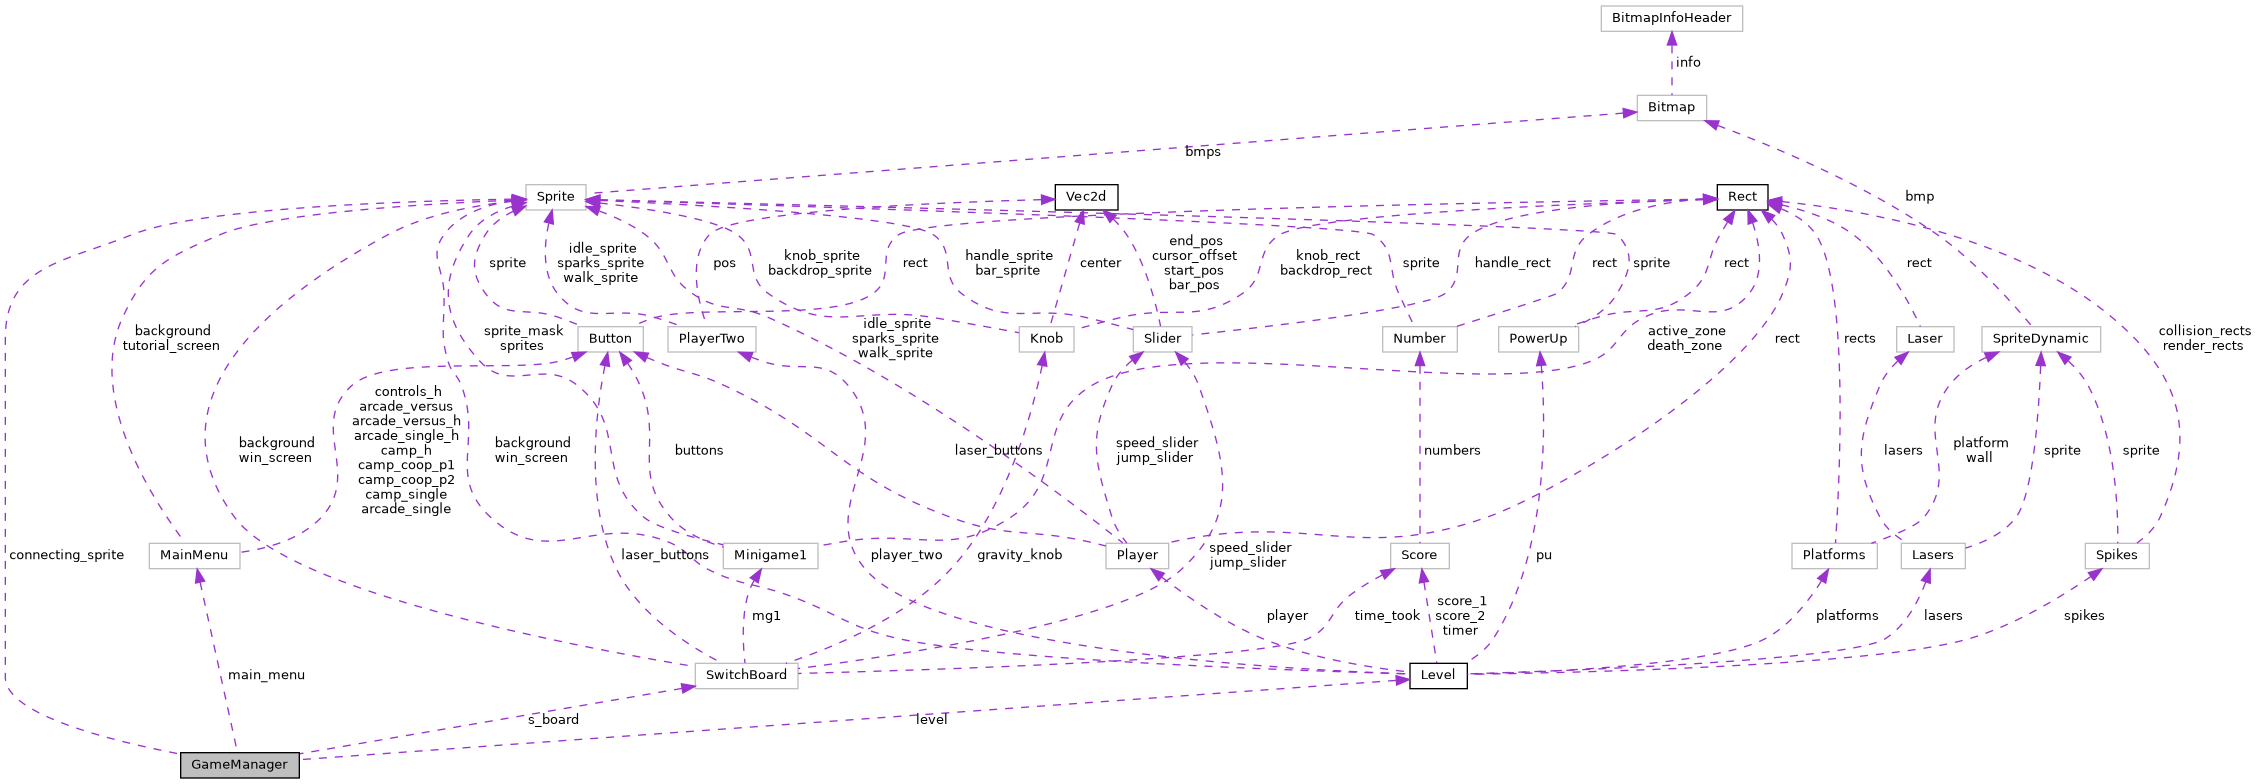 BitmapInfoHeader
info
Bitmap
bmps
bmp
Sprite
Vec2d
Rect
idle_sprite
sparks_sprite
walk_sprite
sprite
pos
knob_sprite
backdrop_sprite
rect
handle_sprite
bar_sprite
center
end_pos
cursor_offset
start_pos
bar_pos
knob_rect
backdrop_rect
sprite
handle_rect
rect
sprite
rect
rect
background
tutorial_screen
sprite_mask
sprites
Button
PlayerTwo
idle_sprite
sparks_sprite
walk_sprite
Knob
Slider
Number
PowerUp
active_zone
death_zone
rect
rects
Laser
SpriteDynamic
collision_rects
render_rects
background
win_screen
controls_h
arcade_versus
arcade_versus_h
arcade_single_h
camp_h
camp_coop_p1
camp_coop_p2
camp_single
arcade_single
background
win_screen
buttons
laser_buttons
speed_slider
jump_slider
numbers
lasers
platform
wall
sprite
sprite
connecting_sprite
MainMenu
laser_buttons
Minigame1
player_two
gravity_knob
Player
speed_slider
jump_slider
Score
pu
Platforms
Lasers
Spikes
mg1
player
time_took
score_1
score_2
timer
platforms
lasers
spikes
main_menu
SwitchBoard
Level
s_board
level
GameManager